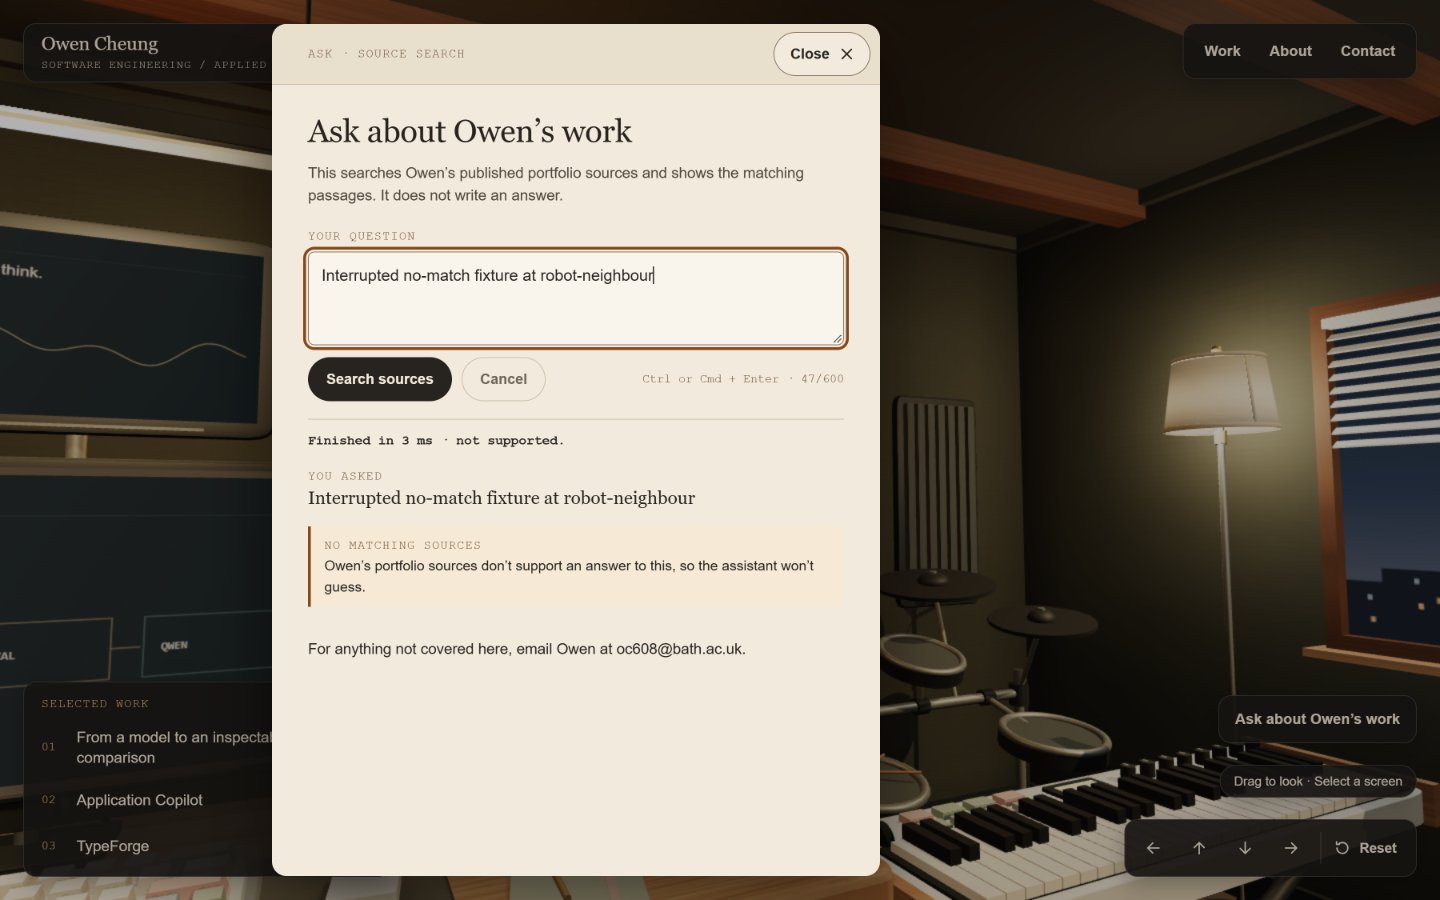 Owen Cheung
SOFTWARE ENGINEERING / APPLIED
ASK · SOURCE SEARCH
Close
Work
About
Contact
Ask about Owen’s work
This searches Owen’s published portfolio sources and shows the matching
passages. It does not write an answer.
YOUR QUESTION
think.
Interrupted no-match fixture at robot-neighbour
Search sources
Cancel
Ctrl or Cmd + Enter · 47/600
Finished in 3 ms · not supported.
YOU ASKED
Interrupted no-match fixture at robot-neighbour
NO MATCHING SOURCES
Owen’s portfolio sources don’t support an answer to this, so the assistant won’t
guess.
For anything not covered here, email Owen at oc608@bath.ac.uk.
QWEN
SELECTED WORK
01
From a model to an
comparison
02
Application Copilot
03
TypeForge
Ask about Owen’s work
Drag to look · Select a screen
Reset